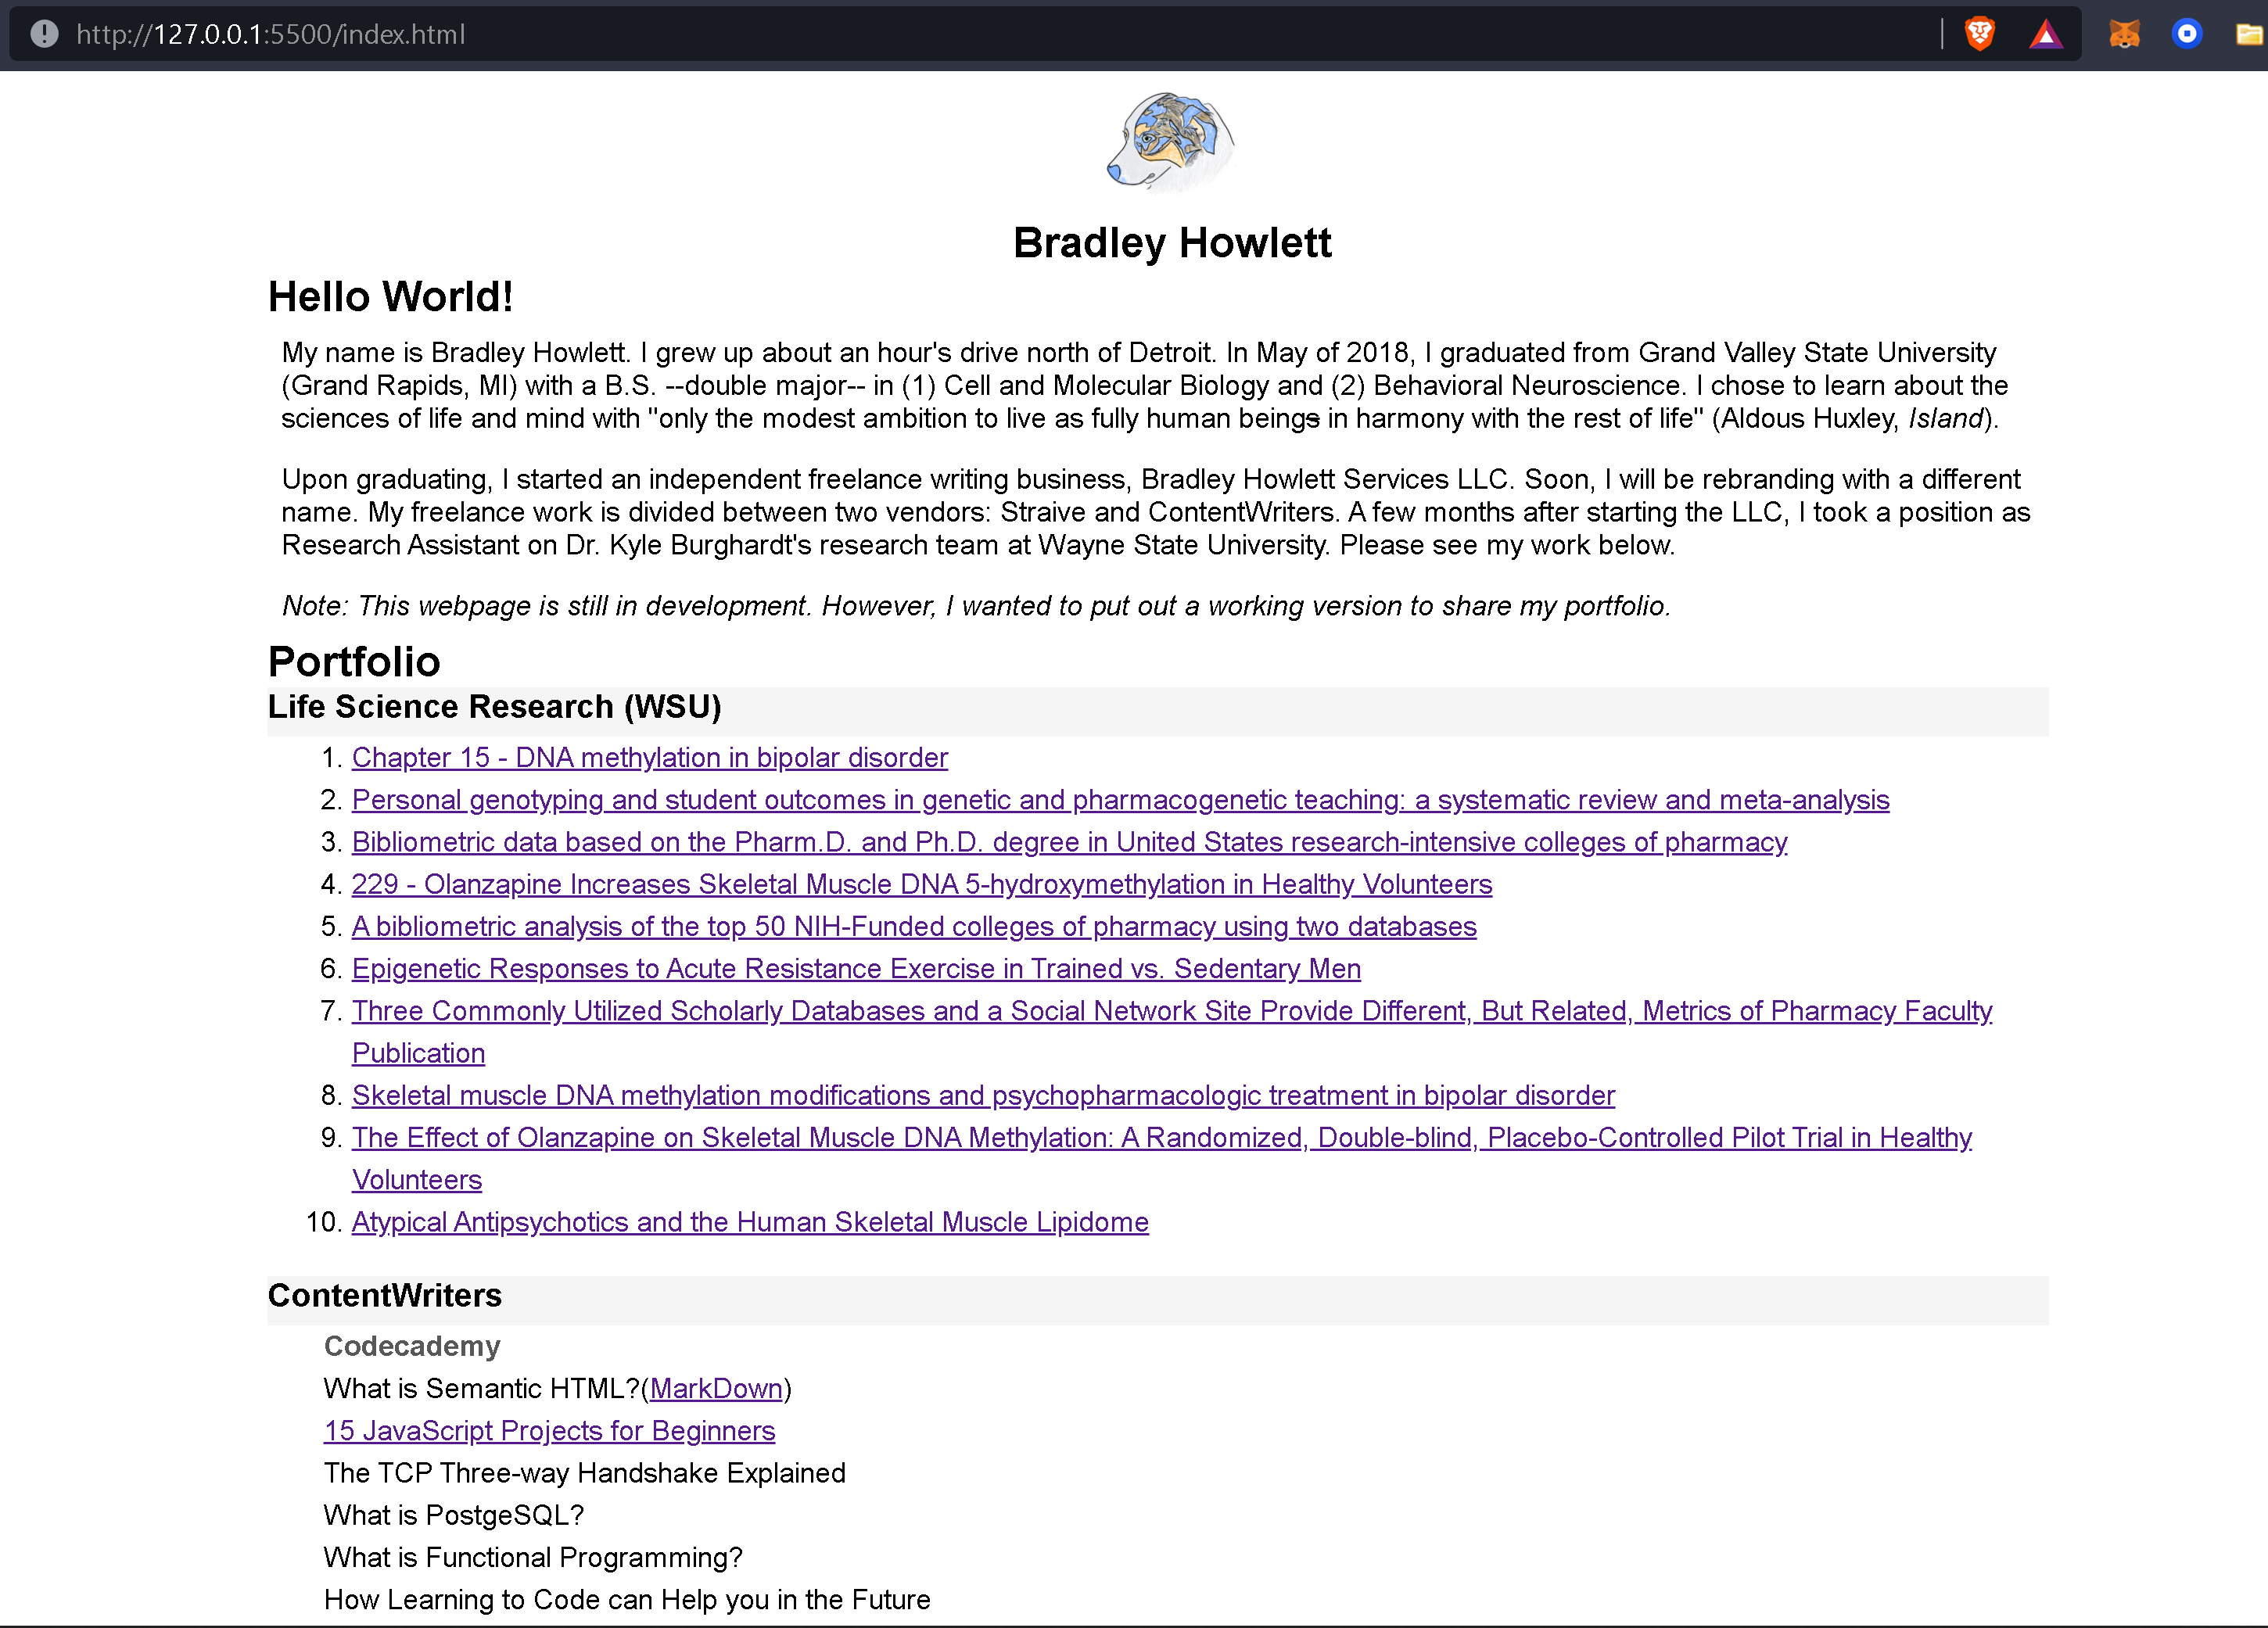 http://127.0.0.1:5500/index.html
Bradley Howlett
Hello World!
My name is Bradley Howlett. I grew up about an hour's drive north of Detroit. In May of 2018, I graduated from Grand Valley State University
(Grand Rapids, MI) with a B.S. --double major-- in (1) Cell and Molecular Biology and (2) Behavioral Neuroscience. I chose to learn about the
sciences of life and mind with "only the modest ambition to live as fully human beings in harmony with the rest of life" (Aldous Huxley, Island).
Upon graduating, I started an independent freelance writing business, Bradley Howlett Services LLC. Soon, I will be rebranding with a different
name. My freelance work is divided between two vendors: Straive and ContentWriters. A few months after starting the LLC, I took a position as
Research Assistant on Dr. Kyle Burghardt's research team at Wayne State University. Please see my work below.
Note: This webpage is still in development. However, I wanted to put out a working version to share my portfolio.
Portfolio
Life Science Research (WSU)
1. Chapter 15 - DNA methylation in bipolar disorder
2. Personal genotyping and student outcomes in genetic and pharmacogenetic teaching: a systematic review and meta-analysis
3. Bibliometric data based on the Pharm.D. and Ph.D. degree in United States research-intensive colleges of pharmacy
4. 229 - Olanzapine Increases Skeletal Muscle DNA 5-hydroxymethylation in Healthy Volunteers
5. A bibliometric analysis of the top 50 NIH-Funded colleges of pharmacy using two databases
6. Epigenetic Responses to Acute Resistance Exercise in Trained vs. Sedentary Men
7. Three Commonly Utilized Scholarly Databases and a Social Network Site Provide Different, But Related, Metrics of Pharmacy Faculty
Publication
8. Skeletal muscle DNA methylation modifications and psychopharmacologic treatment in bipolar disorder
9. The Effect of Olanzapine on Skeletal Muscle DNA Methylation: A Randomized, Double-blind, Placebo-Controlled Pilot Trial in Healthy
Volunteers
10. Atypical Antipsychotics and the Human Skeletal Muscle Lipidome
ContentWriters
Codecademy
What is Semantic HTML?(MarkDown)
15 JavaScript Projects for Beginners
The TCP Three-way Handshake Explained
What is PostgeSQL?
What is Functional Programming?
How Learning to Code can Help you in the Future